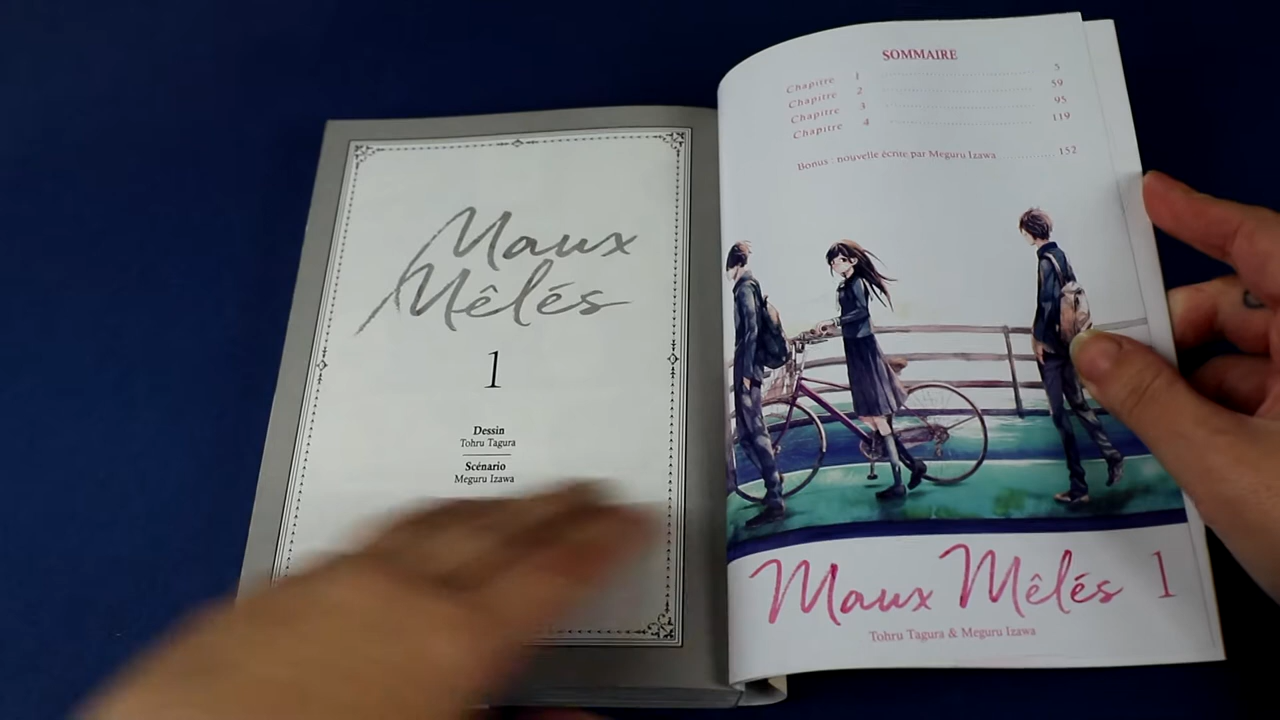 Maux
Mêlés
1
Dessin
Tohru Tagura
Scénario
Meguru Izawa
SOMMAIRE
Chapitre 1 ........................ 5
Chapitre 2 ........................ 59
Chapitre 3 ........................ 95
Chapitre 4 ........................ 119
Bonus : nouvelle écrite par Meguru Izawa ............ 152
Maux Mêlés 1
Tohru Tagura & Meguru Izawa